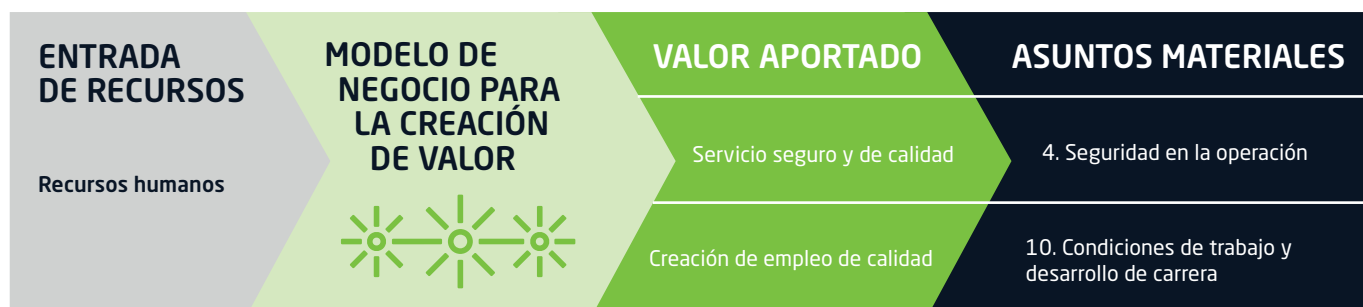 ENTRADA
DE RECURSOS
Recursos humanos
MODELO DE
NEGOCIO PARA
LA CREACIÓN
DE VALOR
VALOR APORTADO
Servicio seguro y de calidad
Creación de empleo de calidad
ASUNTOS MATERIALES
4. Seguridad en la operación
10. Condiciones de trabajo y
desarrollo de carrera